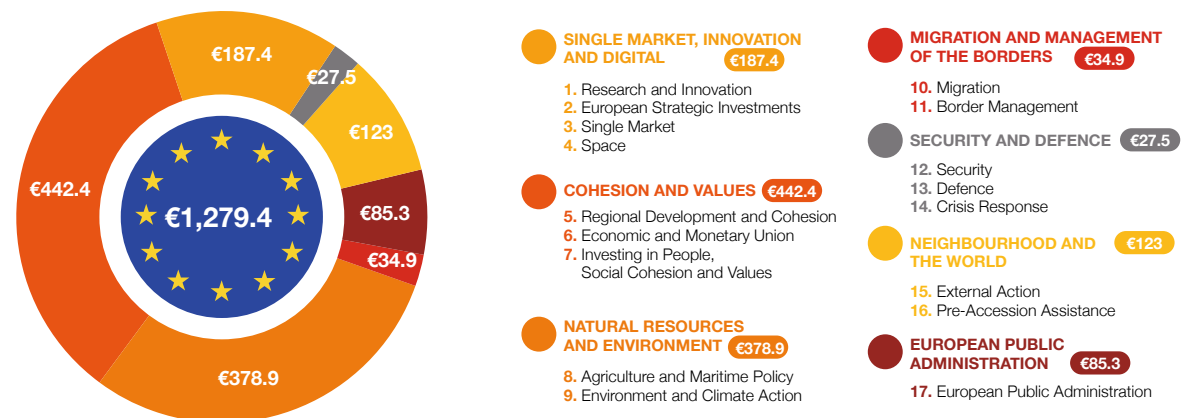 €187.4
€27.5
€123
€442.4
€1,279.4
€85.3
€34.9
€378.9
SINGLE MARKET, INNOVATION
AND DIGITAL €187.4
1. Research and Innovation
2. European Strategic Investments
3. Single Market
4. Space
COHESION AND VALUES €442.4
5. Regional Development and Cohesion
6. Economic and Monetary Union
7. Investing in People,
Social Cohesion and Values
NATURAL RESOURCES
AND ENVIRONMENT €378.9
8. Agriculture and Maritime Policy
9. Environment and Climate Action
MIGRATION AND MANAGEMENT
OF THE BORDERS €34.9
10. Migration
11. Border Management
SECURITY AND DEFENCE €27.5
12. Security
13. Defence
14. Crisis Response
NEIGHBOURHOOD AND €123
THE WORLD
15. External Action
16. Pre-Accession Assistance
EUROPEAN PUBLIC
ADMINISTRATION €85.3
17. European Public Administration